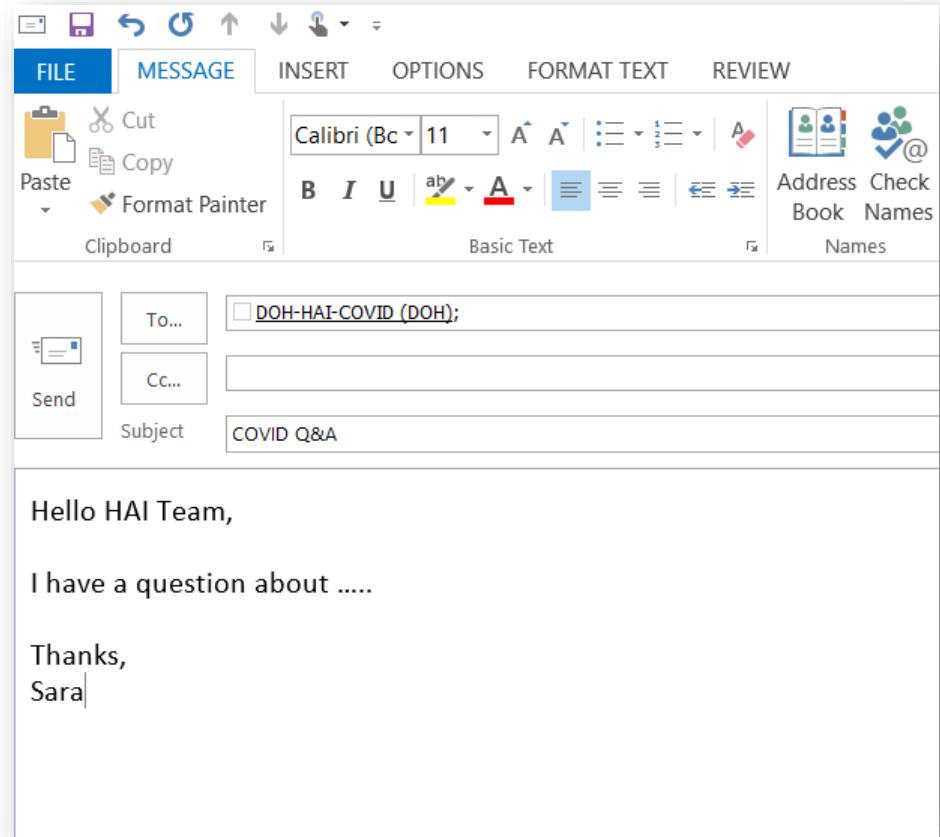 FILE MESSAGE INSERT OPTIONS FORMAT TEXT REVIEW
Cut
Copy
Paste
Format Painter
Clipboard
Calibri (Bc 11
B I U
Basic Text
Address Book
Check Names
Names
To... DOH-HAI-COVID (DOH);
Cc...
Send
Subject COVID Q&A
Hello HAI Team,
I have a question about …..
Thanks,
Sara